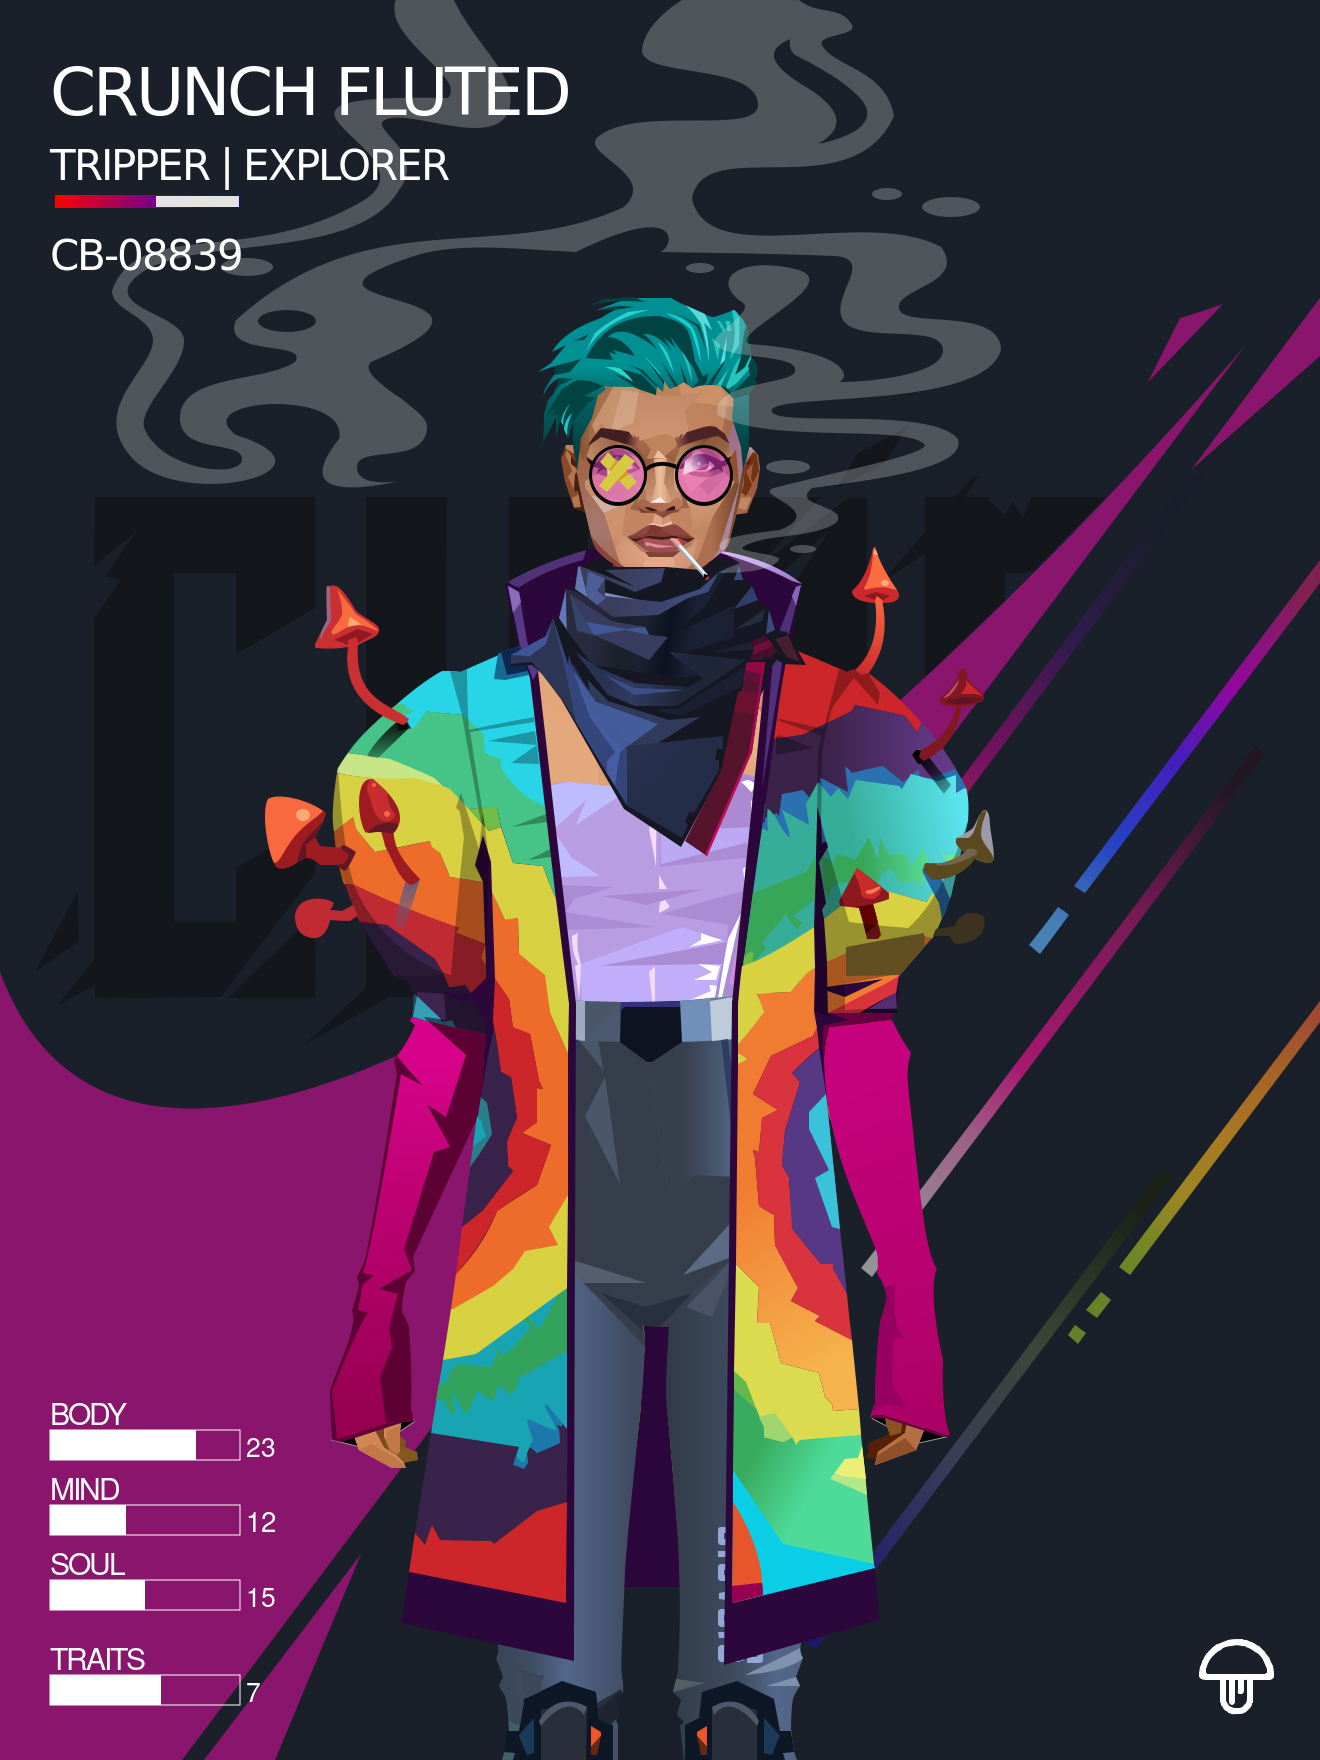 CRUNCH FLUTED
TRIPPER | EXPLORER
CB-08839
BODY
23
MIND
12
SOUL
15
TRAITS
7